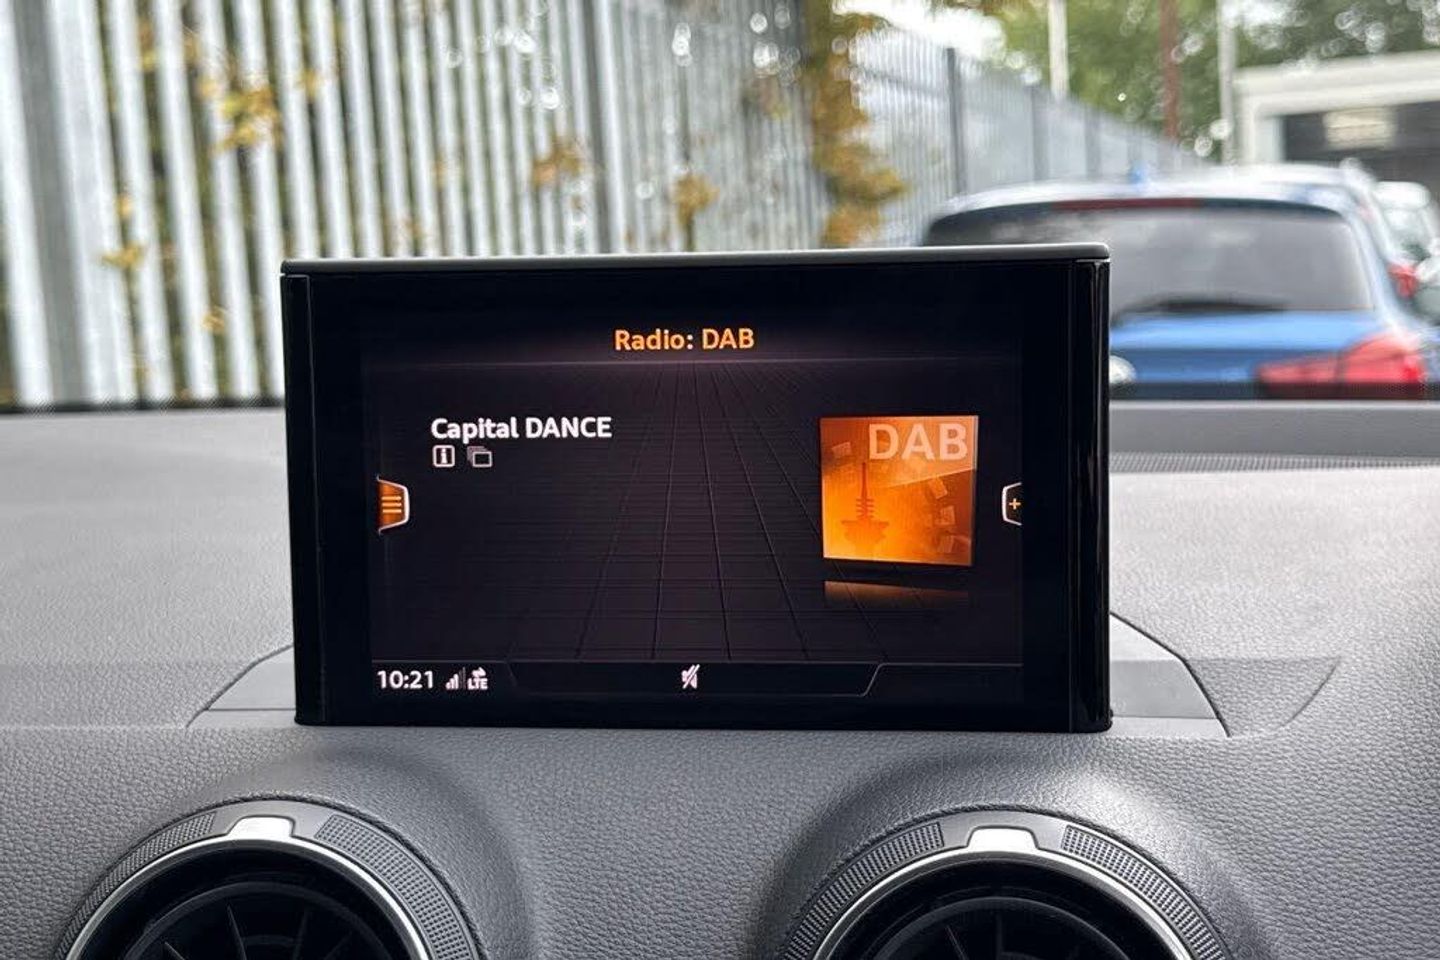 Radio: DAB
Capital DANCE
DAB
10:21 LTE